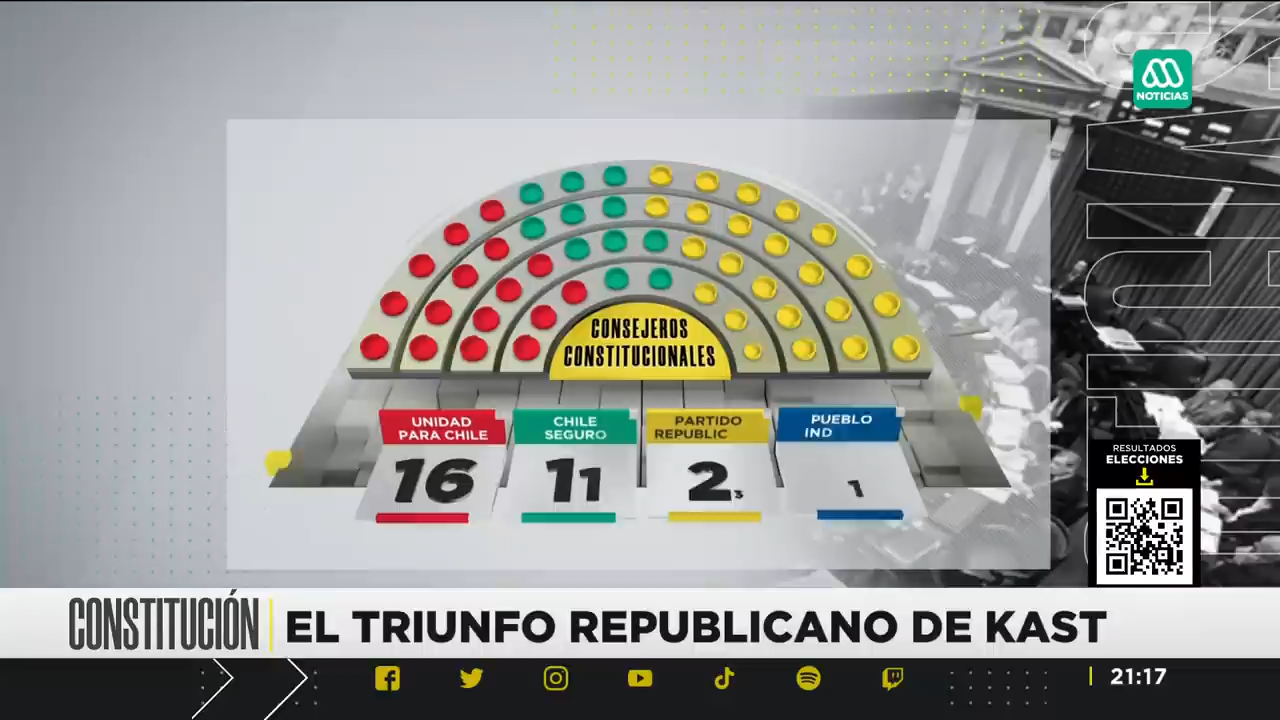 NOTICIAS
CONSEJEROS
CONSTITUCIONALES
UNIDAD
PARA CHILE
16
CHILE
SEGURO
11
PARTIDO
REPUBLIC
23
PUEBLO
IND
1
RESULTADOS
ELECCIONES
CONSTITUCIÓN
EL TRIUNFO REPUBLICANO DE KAST
21:17